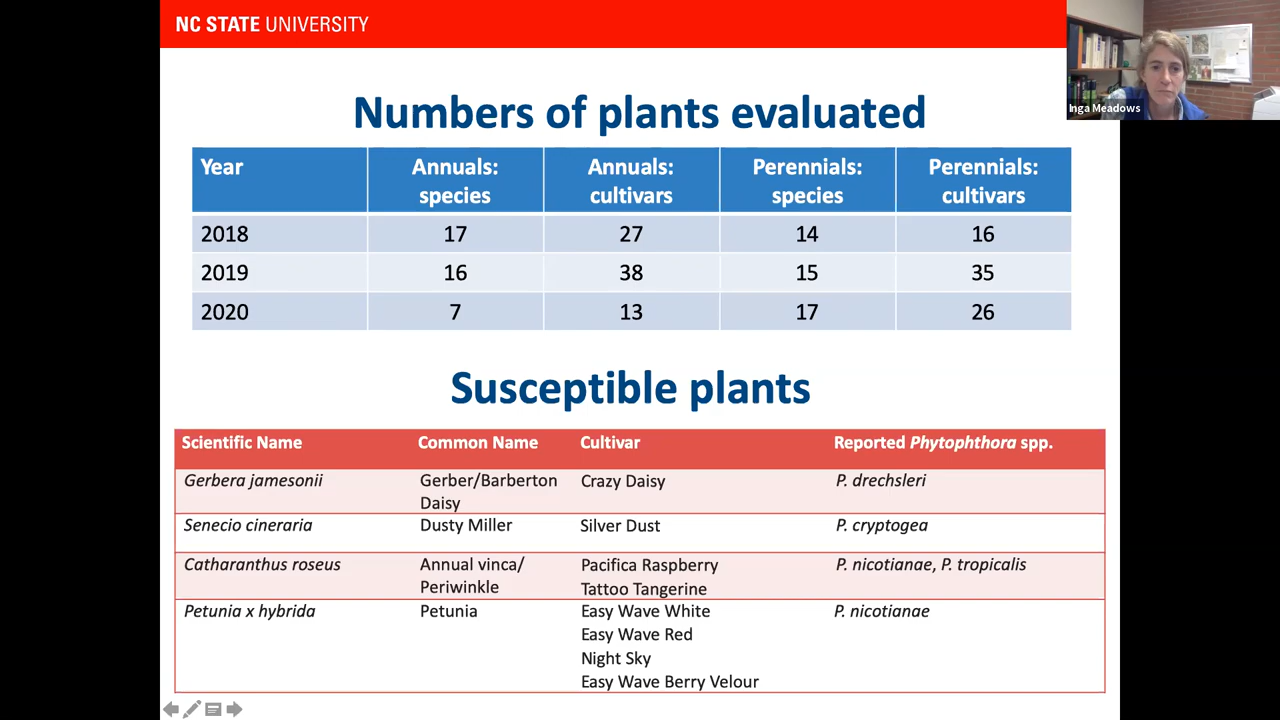 NC STATE UNIVERSITY
Inga Meadows
Numbers of plants evaluated
Year Annuals: species Annuals: cultivars Perennials: species Perennials: cultivars
2018 17 27 14 16
2019 16 38 15 35
2020 7 13 17 26
Susceptible plants
Scientific Name Common Name Cultivar Reported Phytophthora spp.
Gerbera jamesonii Gerber/Barberton Crazy Daisy P. drechsleri
Daisy
Senecio cineraria Dusty Miller Silver Dust P. cryptogea
Catharanthus roseus Annual vinca/ Pacifica Raspberry P. nicotianae, P. tropicalis
Periwinkle Tattoo Tangerine
Petunia x hybrida Petunia Easy Wave White P. nicotianae
Easy Wave Red
Night Sky
Easy Wave Berry Velour